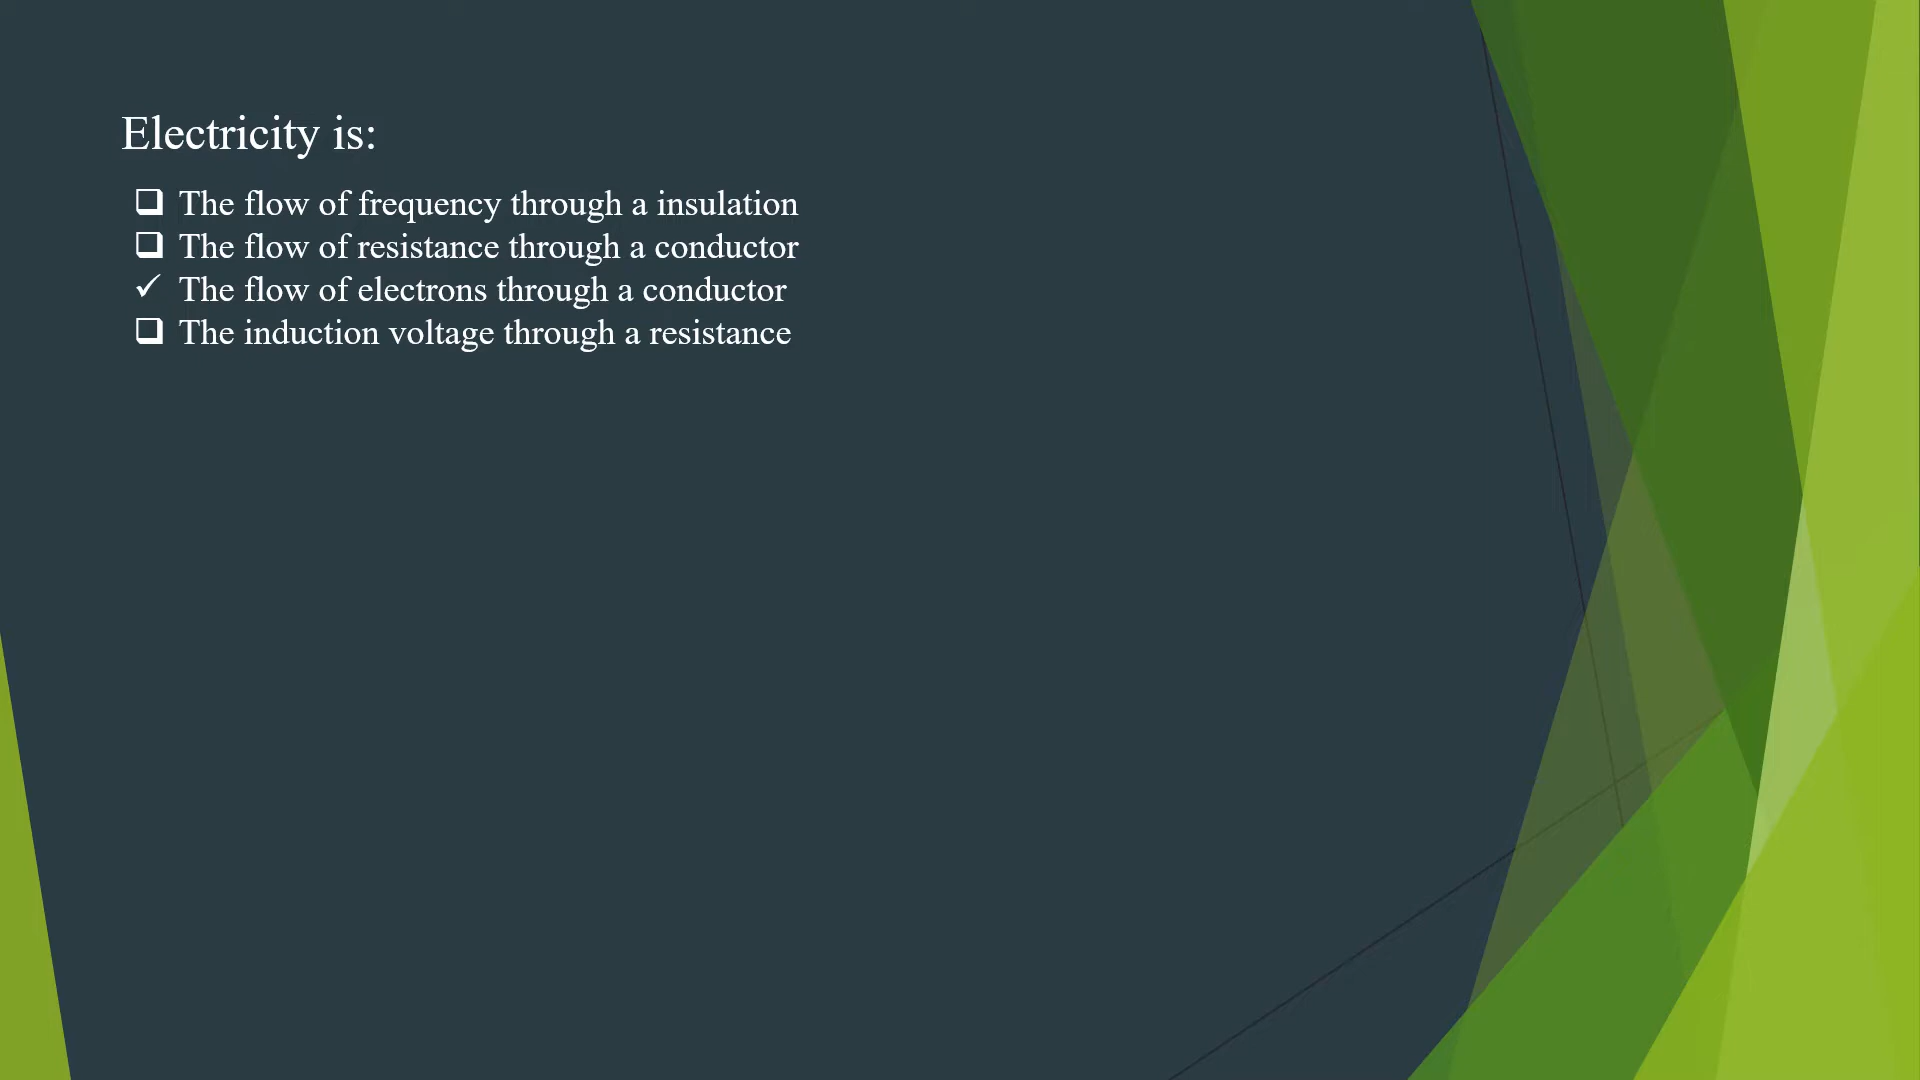 Electricity is:
❑ The flow of frequency through a insulation
❑ The flow of resistance through a conductor
✓ The flow of electrons through a conductor
❑ The induction voltage through a resistance